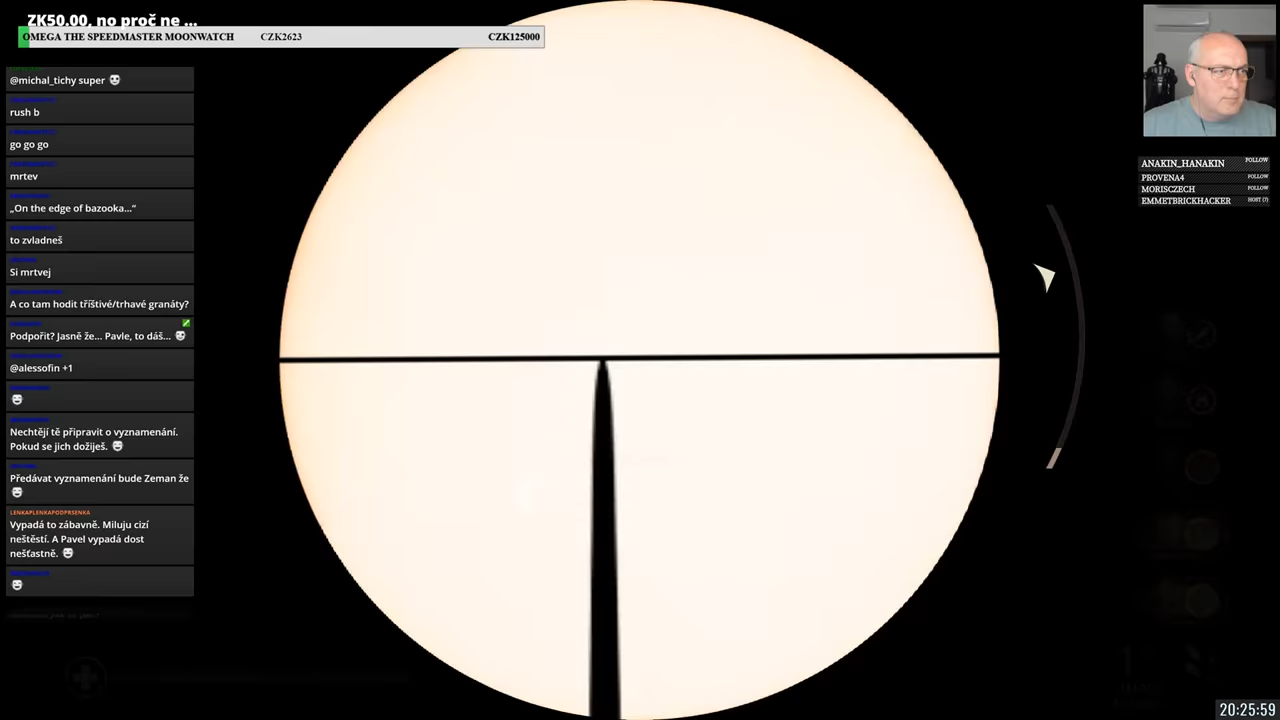 ZK50.00, no proč ne ...
OMEGA THE SPEEDMASTER MOONWATCH CZK2623 CZK125000
@michal_tichy super
rush b
go go go
mrtev
„On the edge of bazooka...“
to zvladneš
Si mrtvej
A co tam hodit tříštivé/trhavé granáty?
Podpořit? Jasně že... Pavle, to dáš...
@alessofin +1
Nechtějí tě připravit o vyznamenání.
Pokud se jich dožiješ.
Předávat vyznamenání bude Zeman že
LENKAPLENKAPODPRSENKA
Vypadá to zábavně. Miluju cizí
neštěstí. A Pavel vypadá dost
nešťastně.
ANAKIN_HANAKIN FOLLOW
PROVENA4 FOLLOW
MORISCZECH FOLLOW
EMMETBRICKHACKER HOST (7)
20:25:59